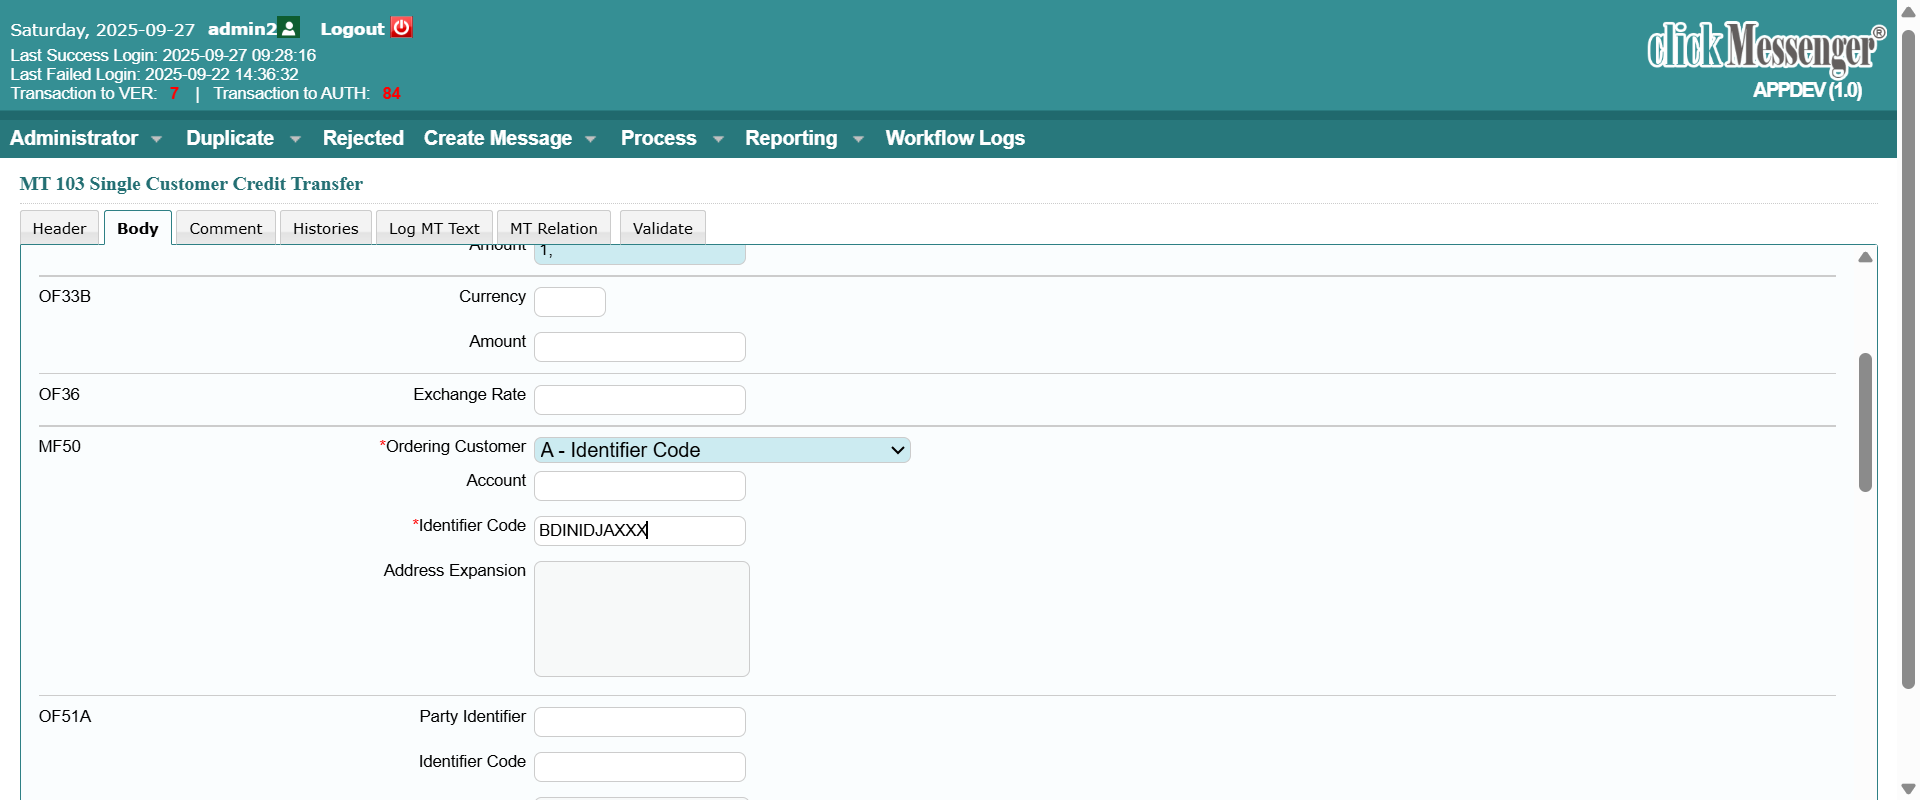 Saturday, 2025-09-27 admin2 Logout
Last Success Login: 2025-09-27 09:28:16
Last Failed Login: 2025-09-22 14:36:32
Transaction to VER: 7 | Transaction to AUTH: 84
clickMessenger®
APPDEV (1.0)
Administrator Duplicate Rejected Create Message Process Reporting Workflow Logs
MT 103 Single Customer Credit Transfer
Header Body Comment Histories Log MT Text MT Relation Validate
Amount 1,
OF33B Currency
Amount
OF36 Exchange Rate
MF50 *Ordering Customer A - Identifier Code
Account
*Identifier Code BDINIDJAXXX
Address Expansion
OF51A Party Identifier
Identifier Code